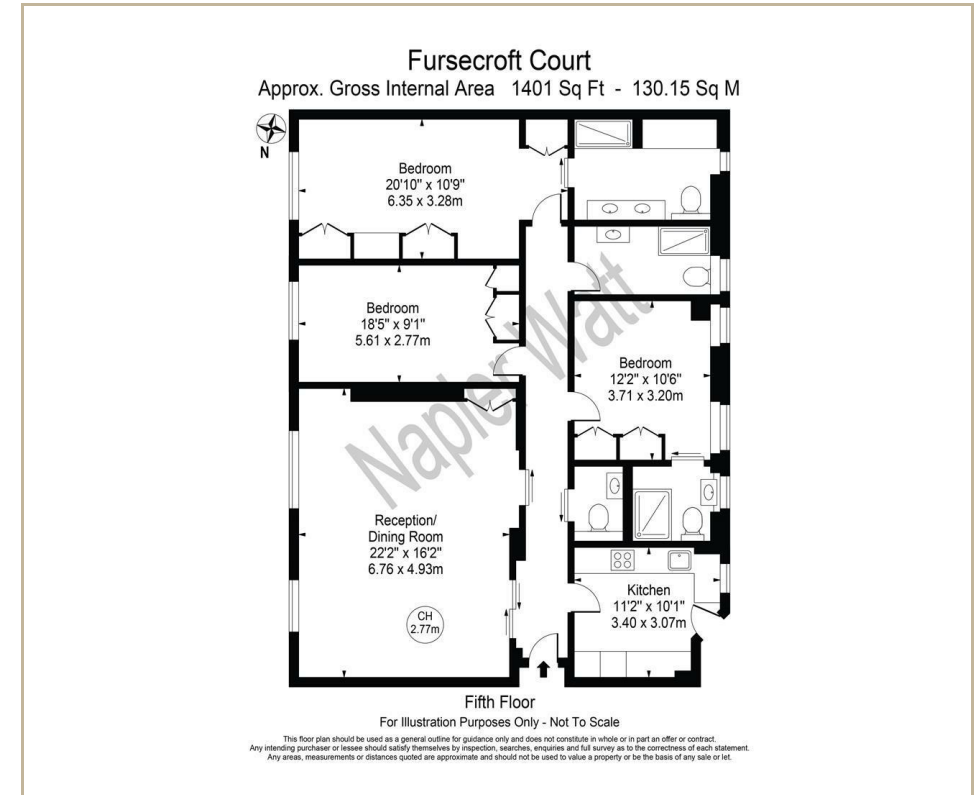 Fursecroft Court
Approx. Gross Internal Area 1401 Sq Ft - 130.15 Sq M
N
Bedroom
20'10" x 10'9"
6.35 x 3.28m
Bedroom
18'5" x 9'1"
5.61 x 2.77m
Bedroom
12'2" x 10'6"
3.71 x 3.20m
Napier Watt
Reception/
Dining Room
22'2" x 16'2"
6.76 x 4.93m
CH
2.77m
Kitchen
11'2" x 10'1"
3.40 x 3.07m
Fifth Floor
For Illustration Purposes Only - Not To Scale
This floor plan should be used as a general outline for guidance only and does not constitute in whole or in part an offer or contract.
Any intending purchaser or lessee should satisfy themselves by inspection, searches, enquiries and full survey as to the correctness of each statement.
Any areas, measurements or distances quoted are approximate and should not be used to value a property or be the basis of any sale or let.